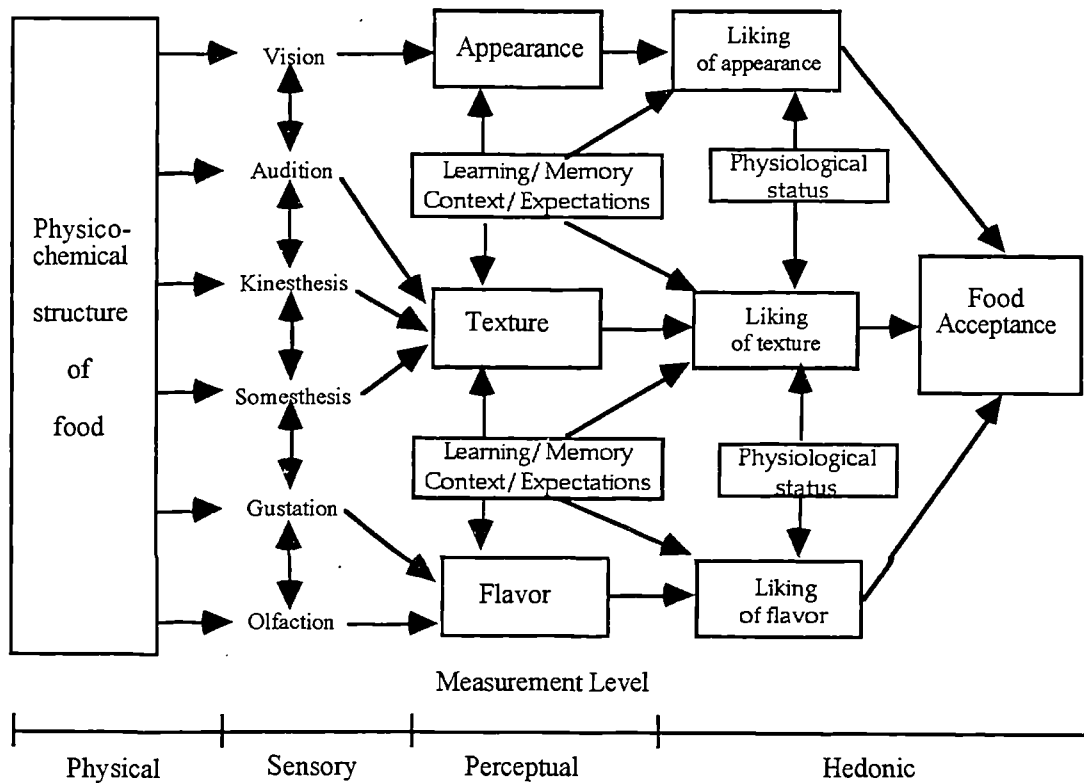 Physico-
chemical
structure
of
food
Vision
Audition
Kinesthesis
Somesthesis
Gustation
Olfaction
Appearance
Learning/Memory
Context/Expectations
Texture
Learning/Memory
Context/Expectations
Flavor
Liking
of appearance
Physiological
status
Liking
of texture
Physiological
status
Liking
of flavor
Food
Acceptance
Measurement Level
Physical
Sensory
Perceptual
Hedonic